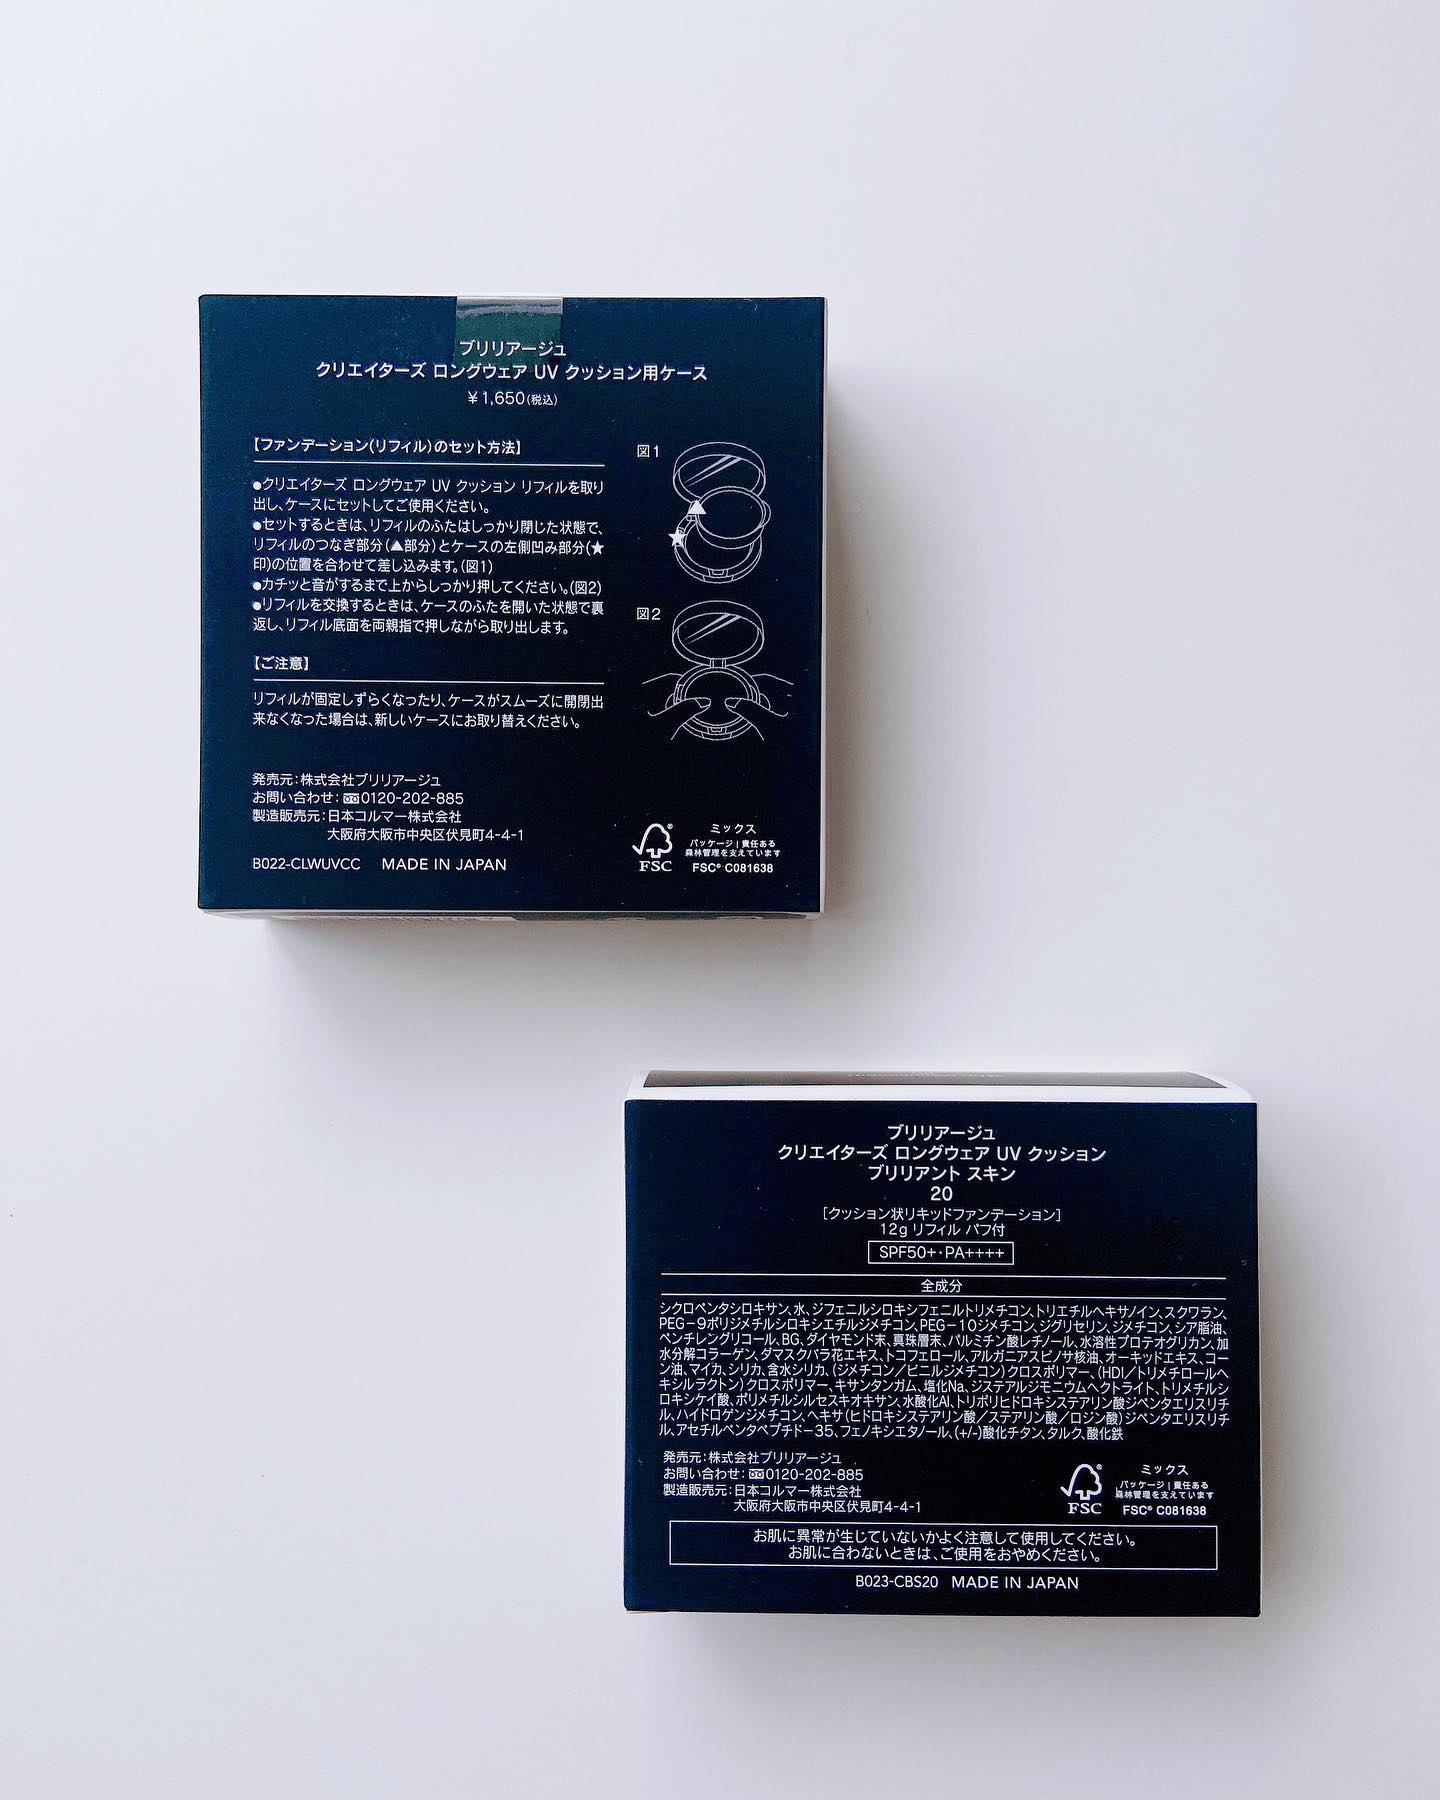 ブリリアージュ
クリエイターズ ロングウェア UV クッション用ケース
¥1,650(税込)
【ファンデーション(リフィル)のセット方法】
●クリエイターズ ロングウェア UV クッション リフィルを取り
出し、ケースにセットしてご使用ください。
●セットするときは、リフィルのふたはしっかり閉じた状態で、
リフィルのつなぎ部分(▲部分)とケースの左側凹み部分(★
印)の位置を合わせて差し込みます。(図1)
●カチッと音がするまで上からしっかり押してください。(図2)
●リフィルを交換するときは、ケースのふたを開いた状態で裏
返し、リフィル底面を両親指で押しながら取り出します。
図1
図2
【ご注意】
リフィルが固定しずらくなったり、ケースがスムーズに開閉出
来なくなった場合は、新しいケースにお取り替えください。
発売元:株式会社ブリリアージュ
お問い合わせ:0120-202-885
製造販売元:日本コルマー株式会社
大阪府大阪市中央区伏見町4-4-1
B022-CLWUVCC MADE IN JAPAN
FSC
ミックス
パッケージ|責任ある
森林管理を支えています
FSC® C081638
ブリリアージュ
クリエイターズ ロングウェア UV クッション
ブリリアント スキン
20
[クッション状リキッドファンデーション]
12g リフィル パフ付
SPF50+・PA++++
全成分
シクロペンタシロキサン、水、ジフェニルシロキシフェニルトリメチコン、トリエチルヘキサノイン、スクワラン、
PEG-9ポリジメチルシロキシエチルジメチコン、PEG-10ジメチコン、ジグリセリン、ジメチコン、シア脂油、
ペンチレングリコール、BG、ダイヤモンド末、真珠層末、パルミチン酸レチノール、水溶性プロテオグリカン、加
水分解コラーゲン、ダマスクバラ花エキス、トコフェロール、アルガニアスピノサ核油、オーキッドエキス、コー
ン油、マイカ、シリカ、含水シリカ、(ジメチコン/ビニルジメチコン)クロスポリマー、(HDI/トリメチロールヘ
キシルラクトン)クロスポリマー、キサンタンガム、塩化Na、ジステアルジモニウムヘクトライト、トリメチルシ
ロキシケイ酸、ポリメチルシルセスキオキサン、水酸化Al、トリポリヒドロキシステアリン酸ジペンタエリスリチ
ル、ハイドロゲンジメチコン、ヘキサ(ヒドロキシステアリン酸/ステアリン酸/ロジン酸)ジペンタエリスリチ
ル、アセチルペンタペプチド-35、フェノキシエタノール、(+/-)酸化チタン、タルク、酸化鉄
発売元:株式会社ブリリアージュ
お問い合わせ:0120-202-885
製造販売元:日本コルマー株式会社
大阪府大阪市中央区伏見町4-4-1
FSC
ミックス
パッケージ|責任ある
森林管理を支えています
FSC® C081638
お肌に異常が生じていないかよく注意して使用してください。
お肌に合わないときは、ご使用をおやめください。
B023-CBS20 MADE IN JAPAN